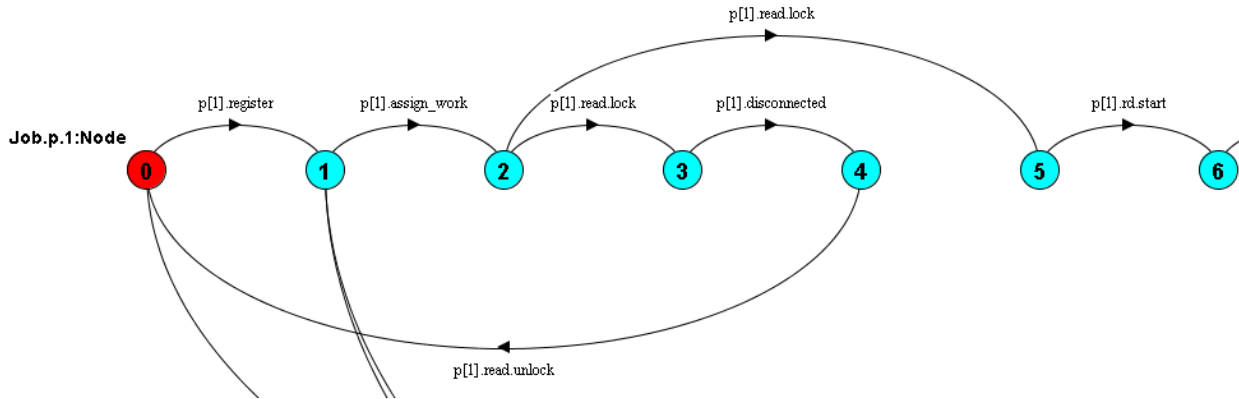 p[1].read.lock
p[1].register
p[1].assign_work
p[1].read.lock
p[1].disconnected
p[1].rd.start
Job.p.1:Node
0
1
2
3
4
5
6
p[1].read.unlock